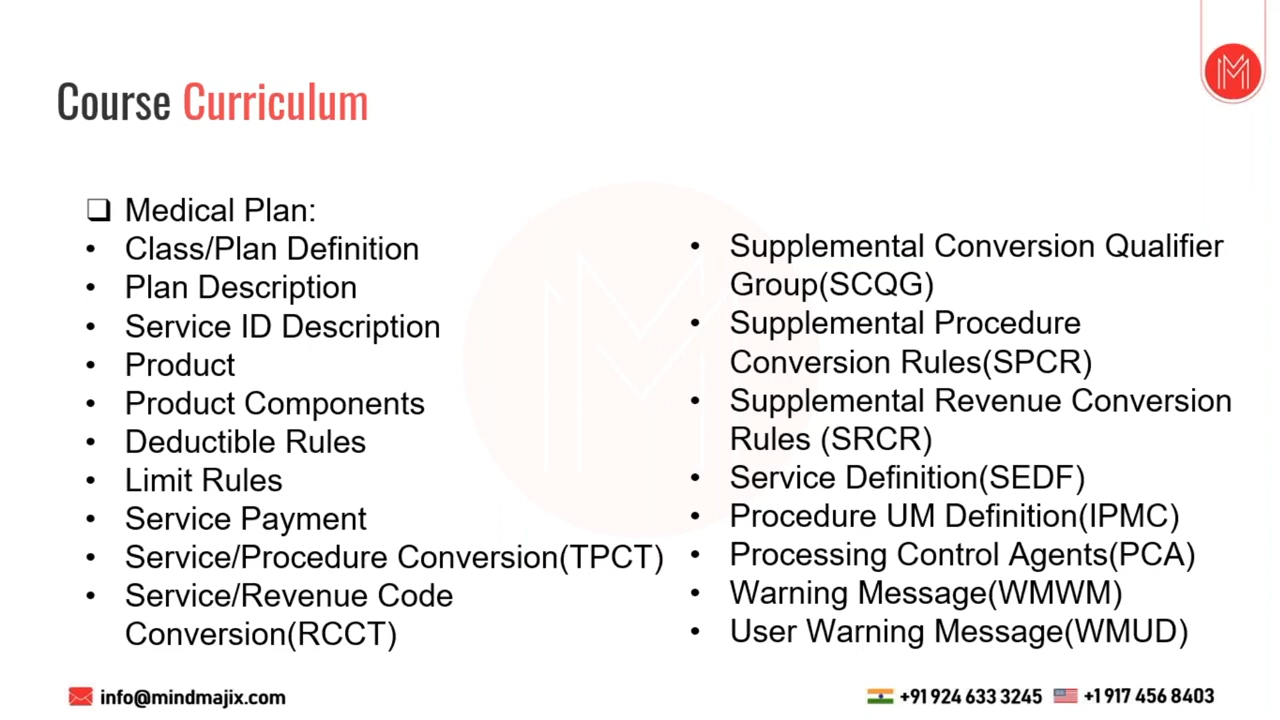 Course Curriculum
❑ Medical Plan:
• Class/Plan Definition
• Plan Description
• Service ID Description
• Product
• Product Components
• Deductible Rules
• Limit Rules
• Service Payment
• Service/Procedure Conversion(TPCT)
• Service/Revenue Code
Conversion(RCCT)
• Supplemental Conversion Qualifier
Group(SCQG)
• Supplemental Procedure
Conversion Rules(SPCR)
• Supplemental Revenue Conversion
Rules (SRCR)
• Service Definition(SEDF)
• Procedure UM Definition(IPMC)
• Processing Control Agents(PCA)
• Warning Message(WMWM)
• User Warning Message(WMUD)
info@mindmajix.com
+91 924 633 3245 +1 917 456 8403